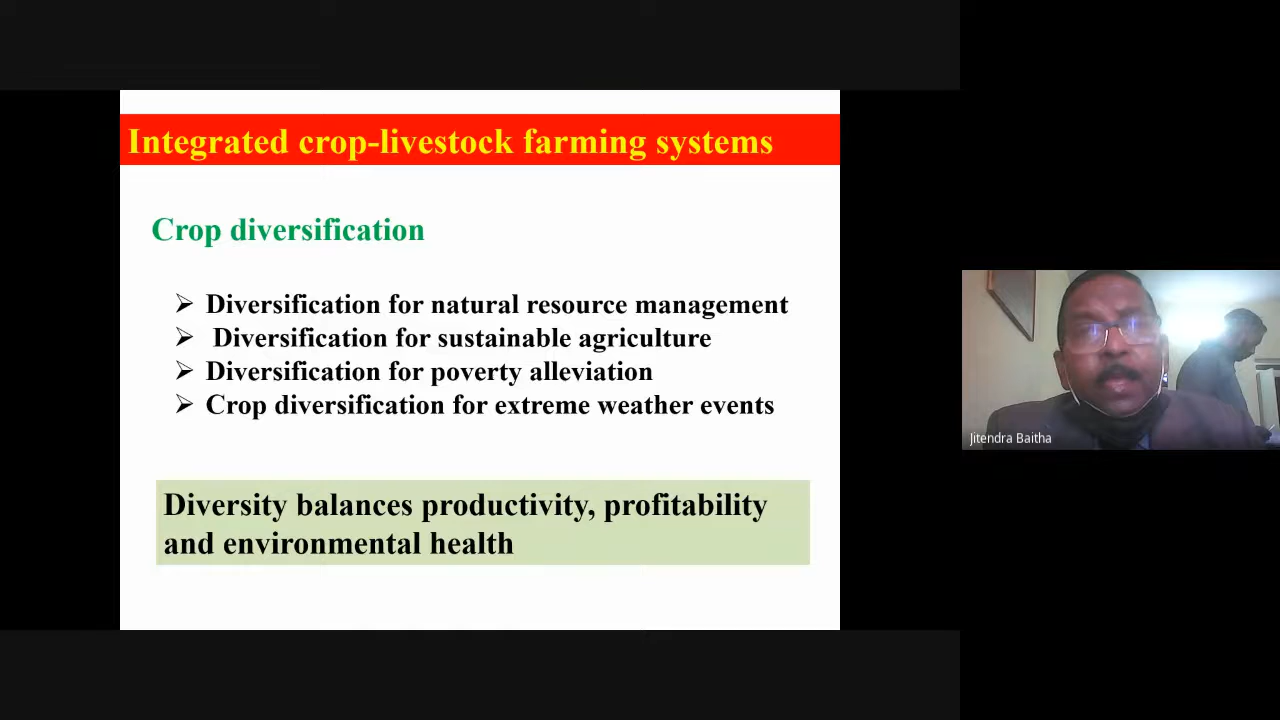 Integrated crop-livestock farming systems
Crop diversification
➢ Diversification for natural resource management
➢ Diversification for sustainable agriculture
➢ Diversification for poverty alleviation
➢ Crop diversification for extreme weather events
Diversity balances productivity, profitability
and environmental health
Jitendra Baitha